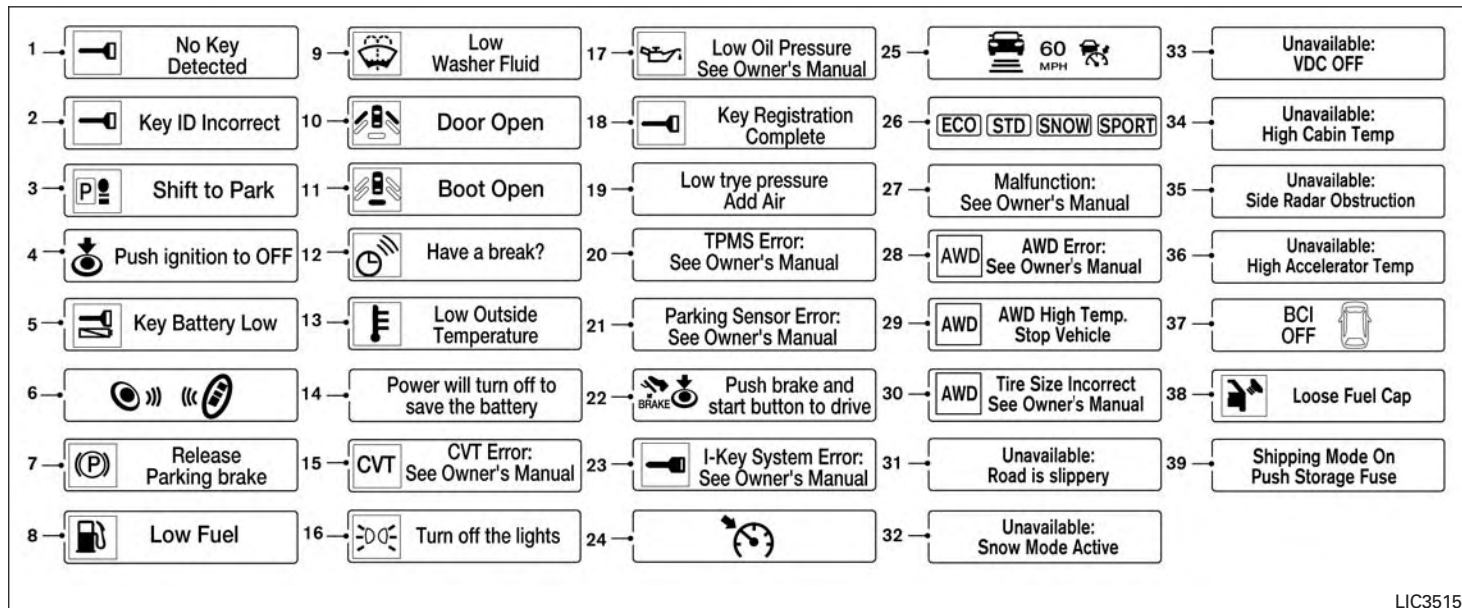 1
No Key
Detected
2
Key ID Incorrect
3
P
Shift to Park
4
Push ignition to OFF
5
Key Battery Low
6
7
P
Release
Parking brake
8
Low Fuel
9
Low
Washer Fluid
10
Door Open
11
Boot Open
12
Have a break?
13
Low Outside
Temperature
14
Power will turn off to
save the battery
15
CVT
CVT Error:
See Owner's Manual
16
Turn off the lights
17
Low Oil Pressure
See Owner's Manual
18
Key Registration
Complete
19
Low trye pressure
Add Air
20
TPMS Error:
See Owner's Manual
21
Parking Sensor Error:
See Owner's Manual
22
BRAKE
Push brake and
start button to drive
23
I-Key System Error:
See Owner's Manual
24
25
60
MPH
26
ECO STD SNOW SPORT
27
Malfunction:
See Owner's Manual
28
AWD
AWD Error:
See Owner's Manual
29
AWD
AWD High Temp.
Stop Vehicle
30
AWD
Tire Size Incorrect
See Owner's Manual
31
Unavailable:
Road is slippery
32
Unavailable:
Snow Mode Active
33
Unavailable:
VDC OFF
34
Unavailable:
High Cabin Temp
35
Unavailable:
Side Radar Obstruction
36
Unavailable:
High Accelerator Temp
37
BCI
OFF
38
Loose Fuel Cap
39
Shipping Mode On
Push Storage Fuse
LIC3515